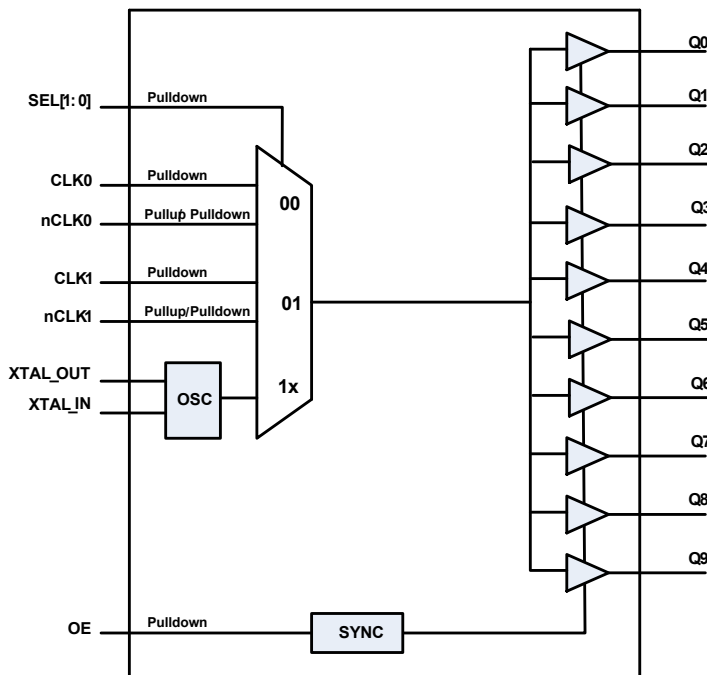 Q0
SEL[1:0] Pulldown
Q1
Q2
CLK0 Pulldown
00
nCLK0 Pullup/ Pulldown
Q3
CLK1 Pulldown
Q4
01
nCLK1 Pullup/Pulldown
Q5
XTAL_OUT
1x
Q6
OSC
XTAL_IN
Q7
Q8
Q9
OE Pulldown
SYNC